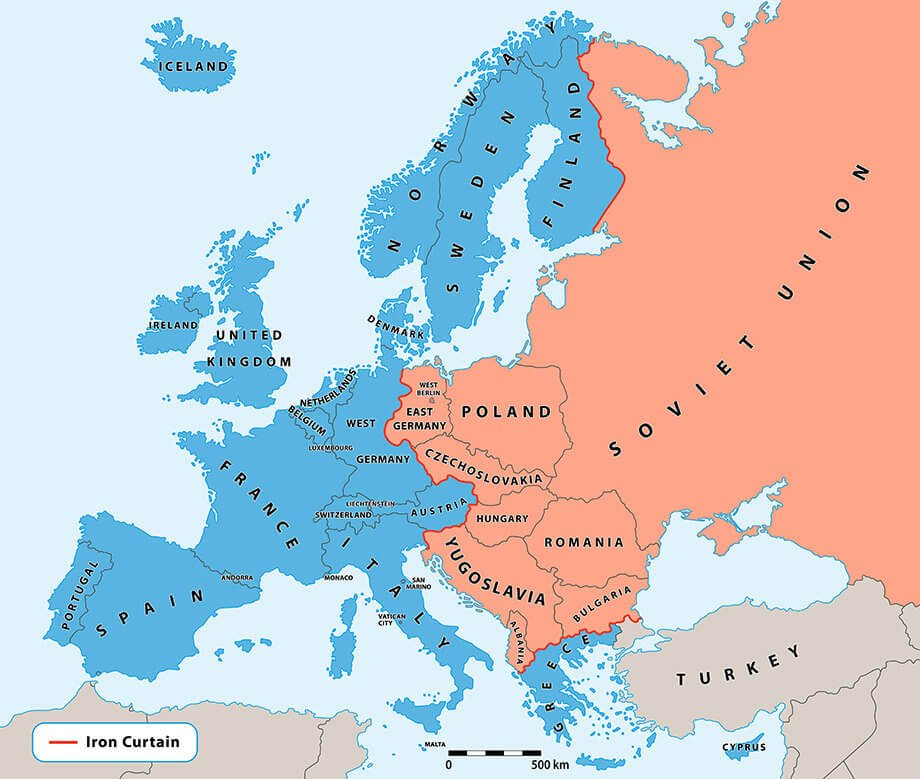 ICELAND
NORWAY
SWEDEN
FINLAND
SOVIET UNION
IRELAND
UNITED
KINGDOM
DENMARK
NETHERLANDS
BELGIUM
LUXEMBOURG
WEST
GERMANY
WEST
BERLIN
EAST
GERMANY
POLAND
CZECHOSLOVAKIA
FRANCE
LIECHTENSTEIN
SWITZERLAND
AUSTRIA
HUNGARY
ROMANIA
ITALY
YUGOSLAVIA
BULGARIA
PORTUGAL
SPAIN
ANDORRA
MONACO
SAN
MARINO
VATICAN
CITY
ALBANIA
GREECE
TURKEY
MALTA
CYPRUS
Iron Curtain
0 500 km